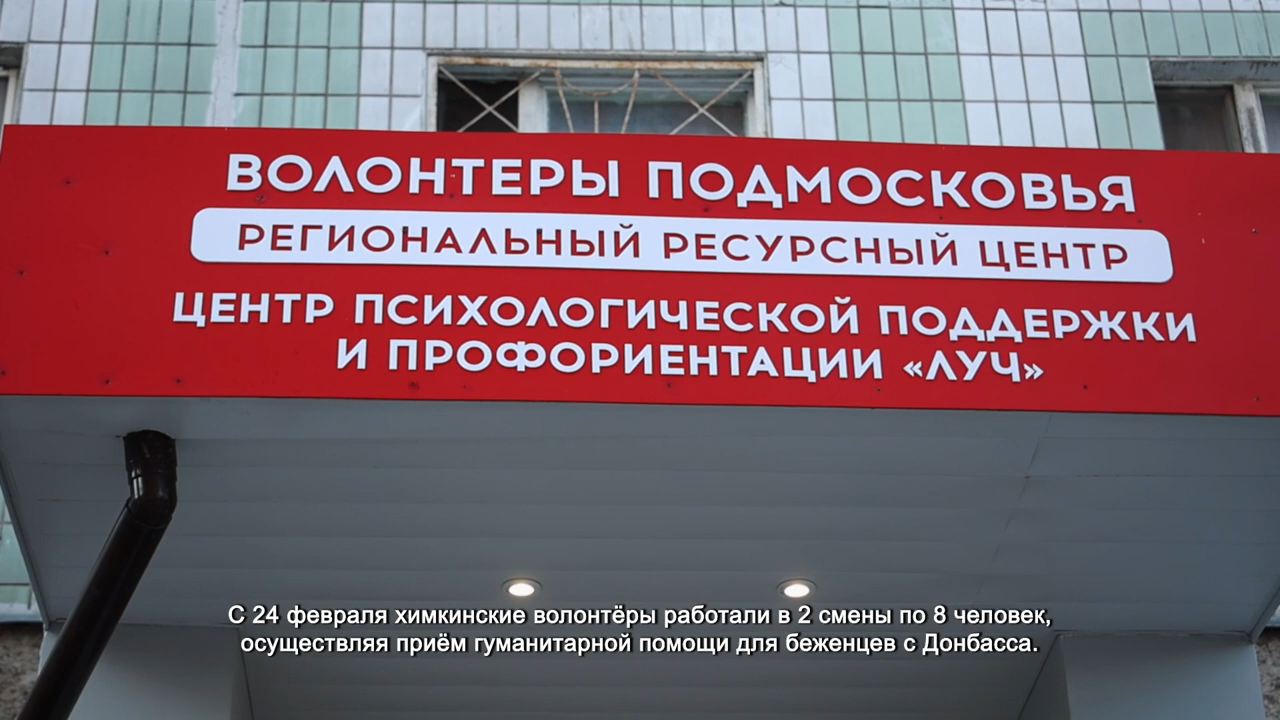 ВОЛОНТЕРЫ ПОДМОСКОВЬЯ
РЕГИОНАЛЬНЫЙ РЕСУРСНЫЙ ЦЕНТР
ЦЕНТР ПСИХОЛОГИЧЕСКОЙ ПОДДЕРЖКИ
И ПРОФОРИЕНТАЦИИ «ЛУЧ»
С 24 февраля химкинские волонтёры работали в 2 смены по 8 человек,
осуществляя приём гуманитарной помощи для беженцев с Донбасса.